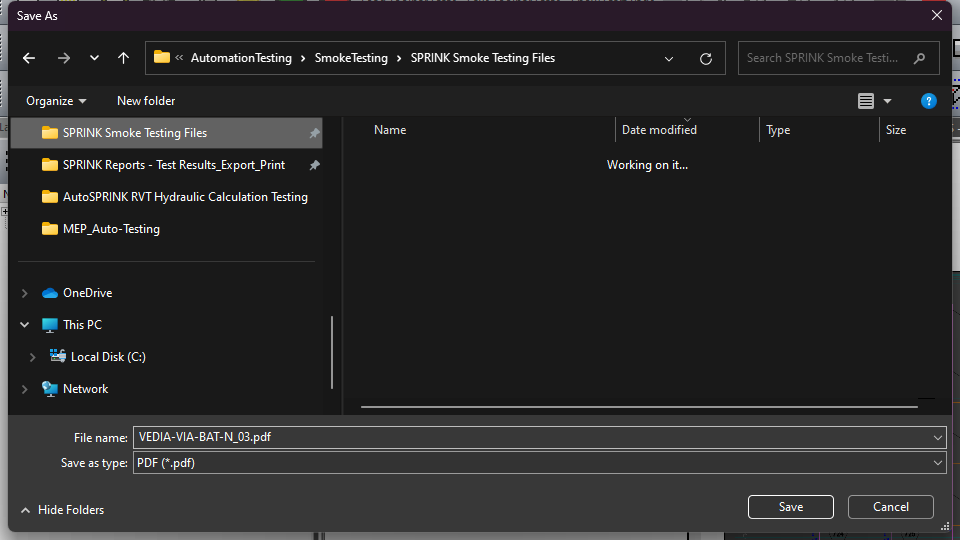 Save As
AutomationTesting SmokeTesting SPRINK Smoke Testing Files
Search SPRINK Smoke Testi...
Organize New folder
SPRINK Smoke Testing Files
SPRINK Reports - Test Results_Export_Print
AutoSPRINK RVT Hydraulic Calculation Testing
MEP_Auto-Testing
OneDrive
This PC
Local Disk (C:)
Network
Name Date modified Type Size
Working on it...
File name: VEDIA-VIA-BAT-N_03.pdf
Save as type: PDF (*.pdf)
Hide Folders
Save Cancel